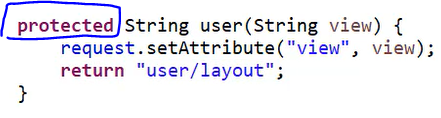 protected String user(String view) {
request.setAttribute("view", view);
return "user/layout";
}